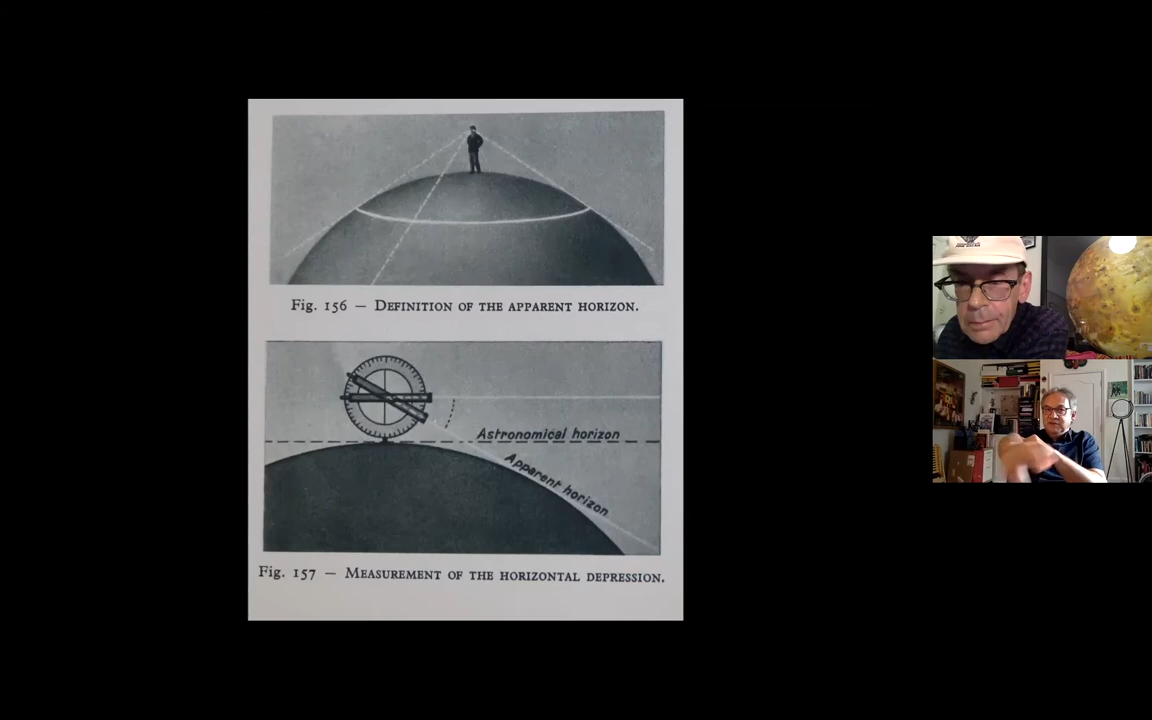 Fig. 156 — DEFINITION OF THE APPARENT HORIZON.
Astronomical horizon
Apparent horizon
Fig. 157 — MEASUREMENT OF THE HORIZONTAL DEPRESSION.